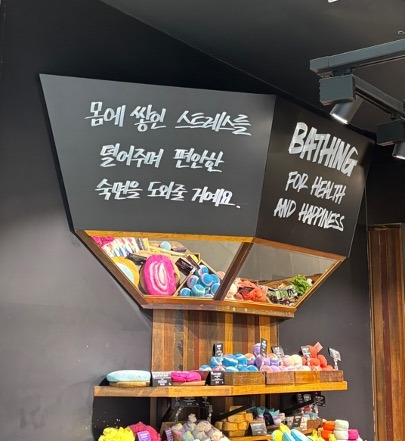 몸에 쌓인 스트레스를
덜어주며 편안한
숙면을 도와줄 거예요.
BATHING
FOR HEALTH
AND HAPPINESS